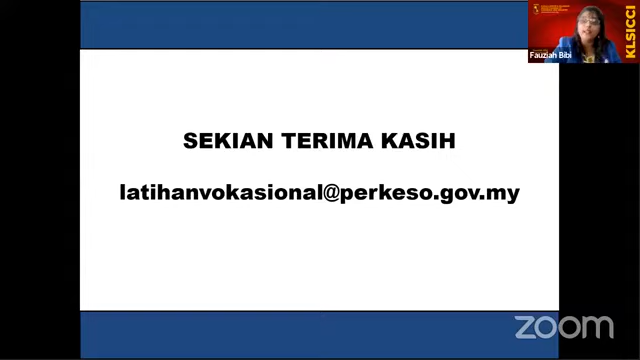 SEKIAN TERIMA KASIH
latihanvokasional@perkeso.gov.my
Fauziah Bibi
KLSICCI
zoom